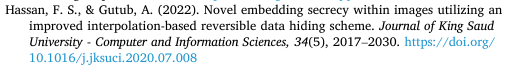 Hassan, F. S., & Gutub, A. (2022). Novel embedding secrecy within images utilizing an
improved interpolation-based reversible data hiding scheme. Journal of King Saud
University - Computer and Information Sciences, 34(5), 2017–2030. https://doi.org/
10.1016/j.jksuci.2020.07.008